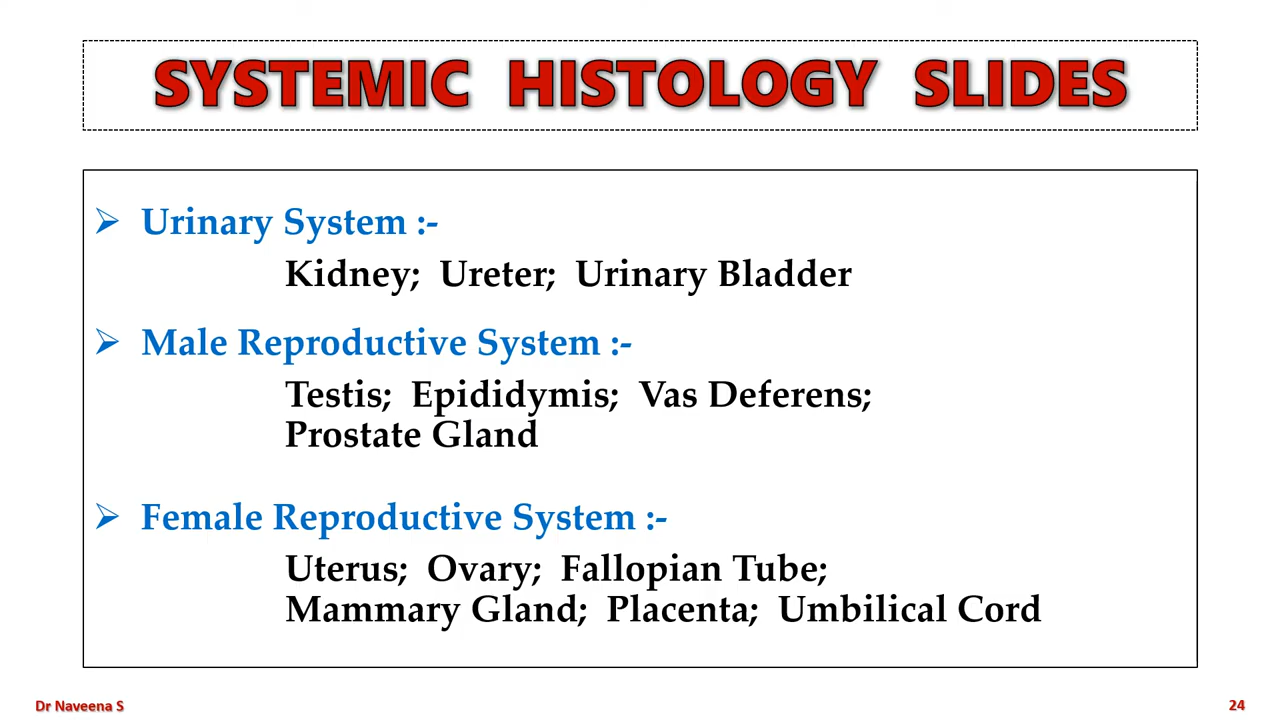 SYSTEMIC HISTOLOGY SLIDES
➢ Urinary System :-
Kidney; Ureter; Urinary Bladder
➢ Male Reproductive System :-
Testis; Epididymis; Vas Deferens;
Prostate Gland
➢ Female Reproductive System :-
Uterus; Ovary; Fallopian Tube;
Mammary Gland; Placenta; Umbilical Cord
Dr Naveena S
24